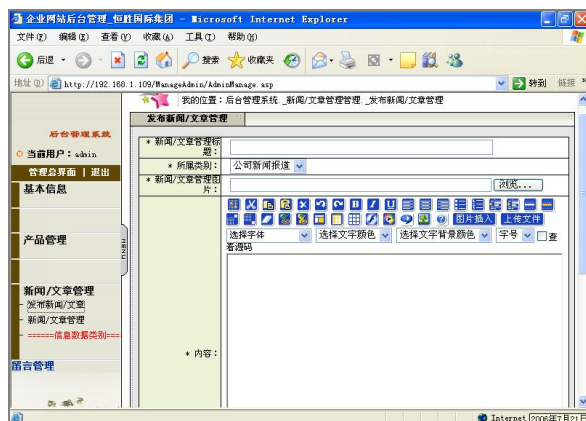 企业网站后台管理_恒胜国际集团 - Microsoft Internet Explorer
文件(F) 编辑(E) 查看(V) 收藏(A) 工具(T) 帮助(H)
后退 搜索 收藏夹
地址(D) http://192.168.1.109/ManageAdmin/AdminManage.asp 转到 链接
我的位置：后台管理系统._新闻/文章管理管理._发布新闻/文章管理
后台管理系统
当前用户：admin
管理总界面 | 退出
基本信息
产品管理
新闻/文章管理
- 发布新闻/文章
- 新闻/文章管理
- ======信息数据类别====
留言管理
MENU
发布新闻/文章管理
* 新闻/文章管理标题：
* 所属类别： 公司新闻报道
* 新闻/文章管理图片： 浏览...
图片插入 上传文件
选择字体 选择文字颜色 选择文字背景颜色 字号 查
看源码
* 内容：
Internet 2006年7月21日